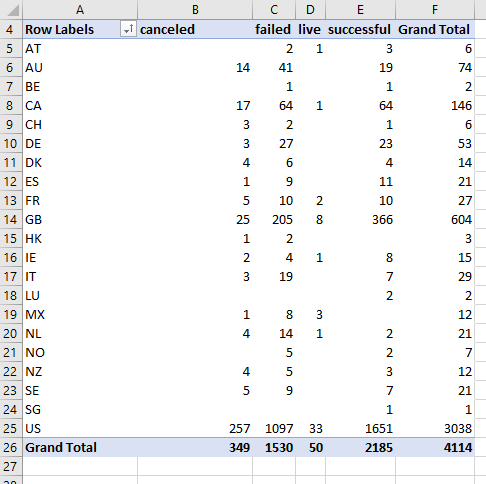 A B C D E F
4 Row Labels canceled failed live successful Grand Total
5 AT 2 1 3 6
6 AU 14 41 19 74
7 BE 1 1 2
8 CA 17 64 1 64 146
9 CH 3 2 1 6
10 DE 3 27 23 53
11 DK 4 6 4 14
12 ES 1 9 11 21
13 FR 5 10 2 10 27
14 GB 25 205 8 366 604
15 HK 1 2 3
16 IE 2 4 1 8 15
17 IT 3 19 7 29
18 LU 2 2
19 MX 1 8 3 12
20 NL 4 14 1 2 21
21 NO 5 2 7
22 NZ 4 5 3 12
23 SE 5 9 7 21
24 SG 1 1
25 US 257 1097 33 1651 3038
26 Grand Total 349 1530 50 2185 4114
27